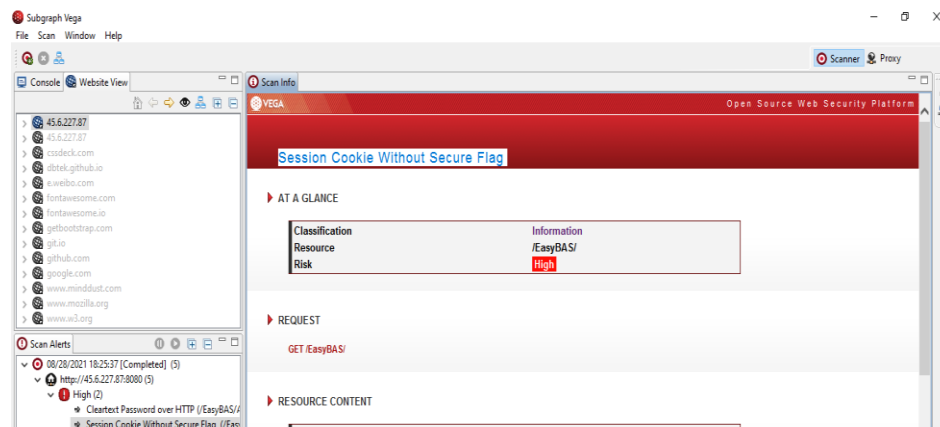 Subgraph Vega
File Scan Window Help
Scanner Proxy
Console Website View
Scan Info
VEGA
Open Source Web Security Platform
45.6.227.87
45.6.227.87
cssdeck.com
dbtek.github.io
e.weibo.com
fontawesome.com
fontawesome.io
getbootstrap.com
git.io
github.com
google.com
www.minddust.com
www.mozilla.org
www.w3.org
Session Cookie Without Secure Flag
AT A GLANCE
Classification Information
Resource /EasyBAS/
Risk High
REQUEST
GET /EasyBAS/
RESOURCE CONTENT
Scan Alerts
08/28/2021 18:25:37 [Completed] (5)
http://45.6.227.87:8080 (5)
High (2)
Cleartext Password over HTTP (/EasyBAS/A
Session Cookie Without Secure Flag (/Eas